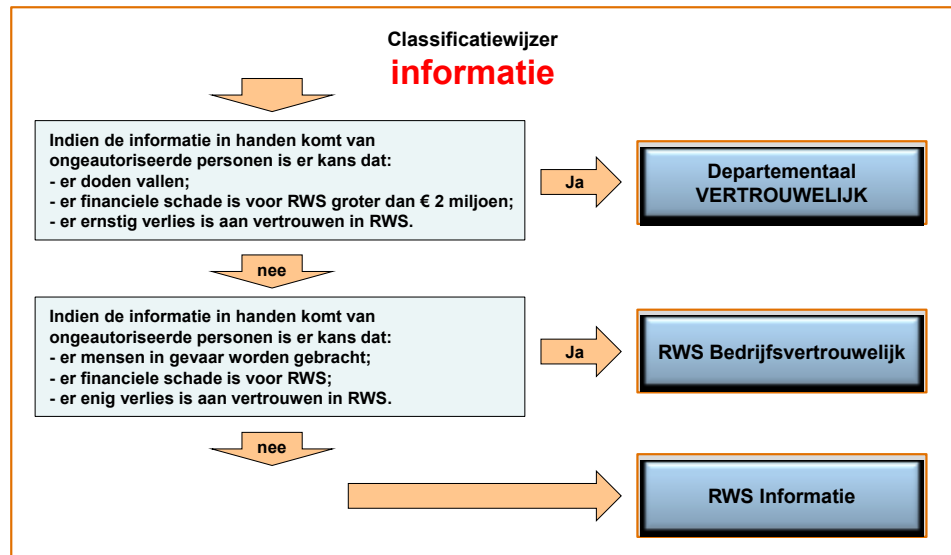 Classificatiewijzer
informatie
Indien de informatie in handen komt van
ongeautoriseerde personen is er kans dat:
- er doden vallen;
- er financiele schade is voor RWS groter dan € 2 miljoen;
- er ernstig verlies is aan vertrouwen in RWS.
Ja
Departementaal
VERTROUWELIJK
nee
Indien de informatie in handen komt van
ongeautoriseerde personen is er kans dat:
- er mensen in gevaar worden gebracht;
- er financiele schade is voor RWS;
- er enig verlies is aan vertrouwen in RWS.
Ja
RWS Bedrijfsvertrouwelijk
nee
RWS Informatie